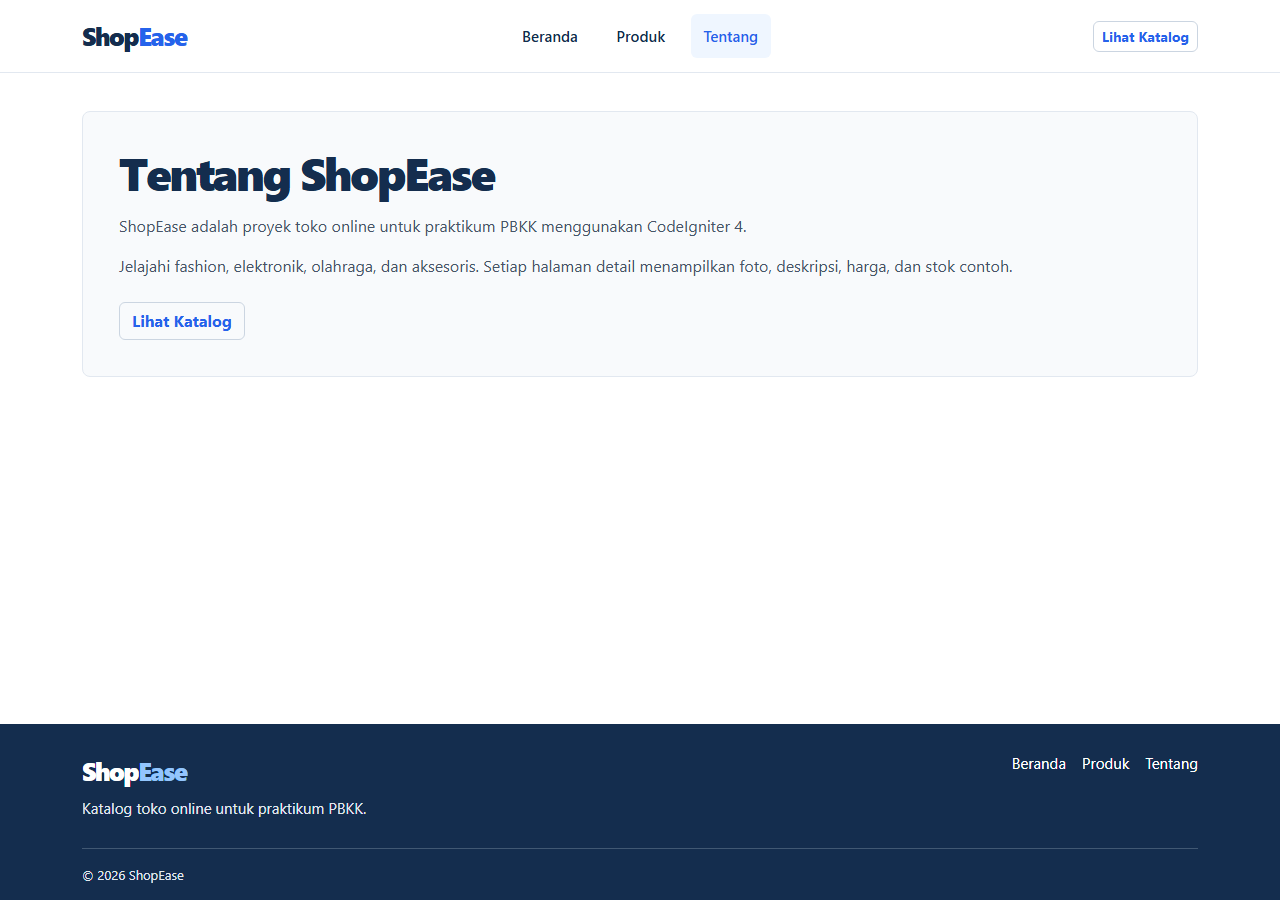 ShopEase
Beranda
Produk
Tentang
Lihat Katalog
Tentang ShopEase
ShopEase adalah proyek toko online untuk praktikum PBKK menggunakan CodeIgniter 4.
Jelajahi fashion, elektronik, olahraga, dan aksesoris. Setiap halaman detail menampilkan foto, deskripsi, harga, dan stok contoh.
Lihat Katalog
ShopEase
Katalog toko online untuk praktikum PBKK.
Beranda
Produk
Tentang
© 2026 ShopEase